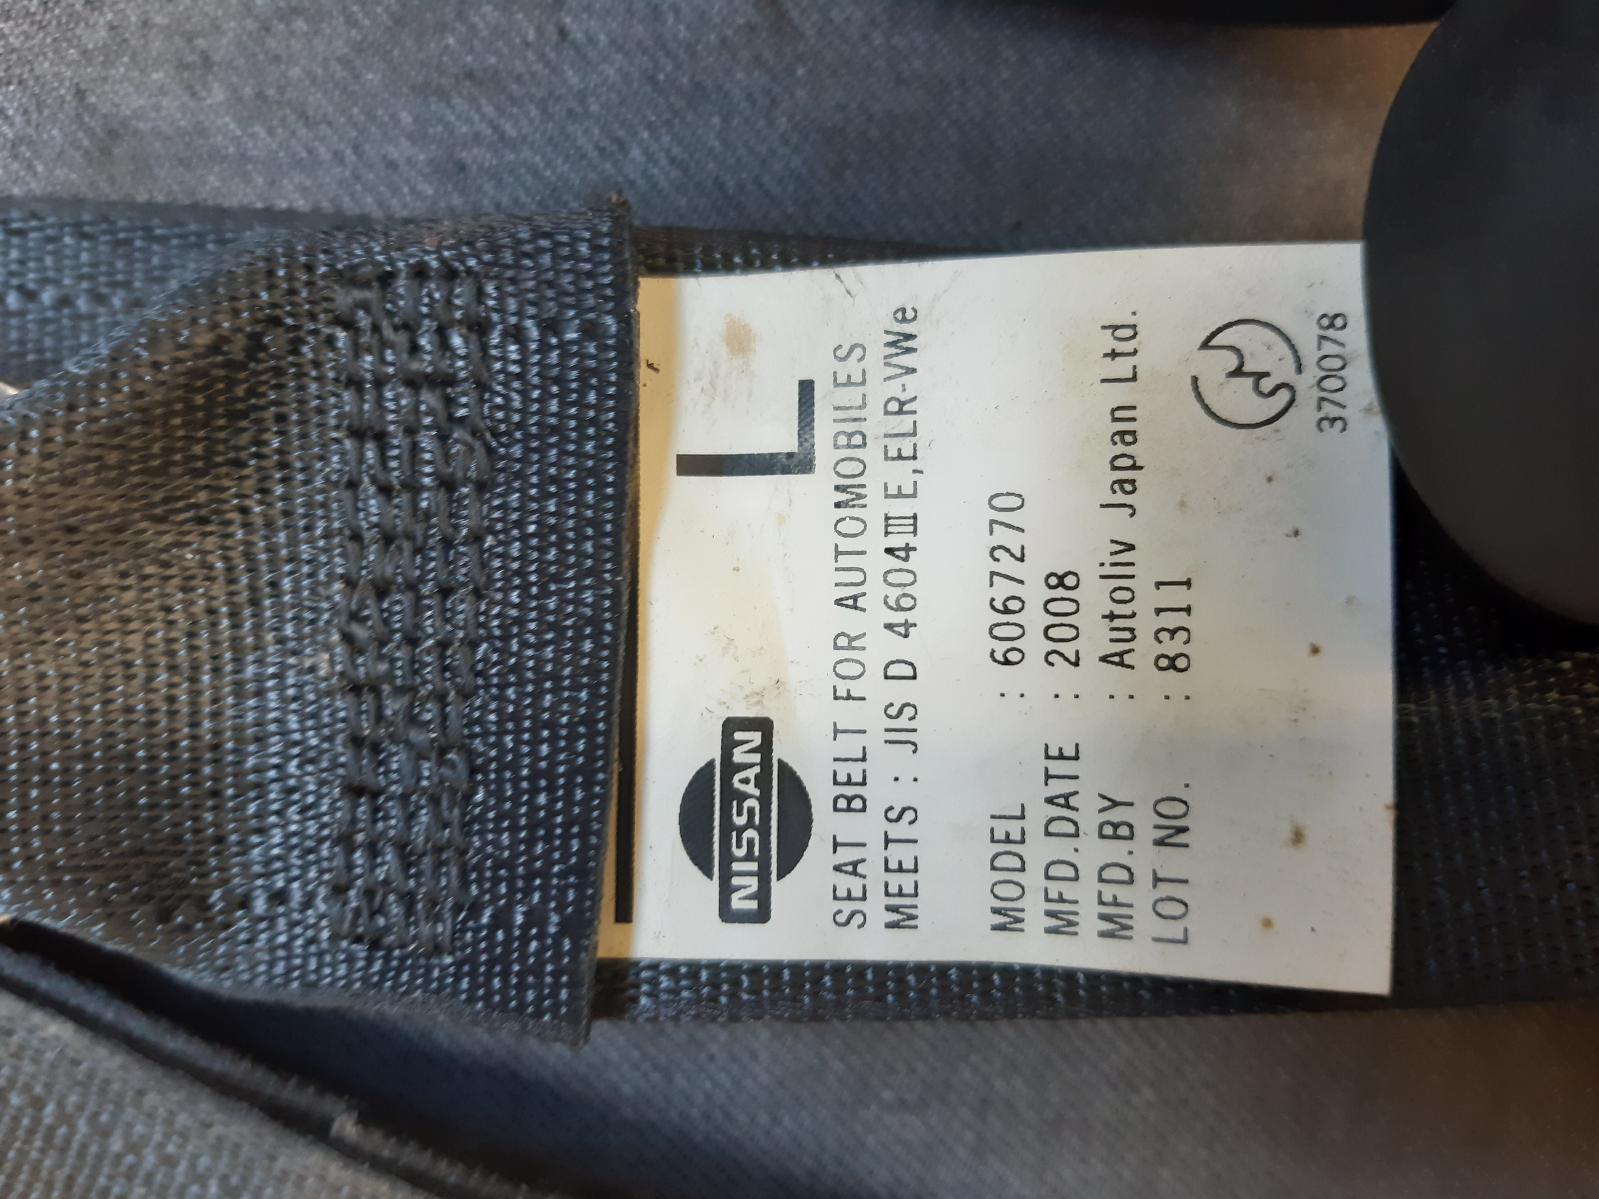 NISSAN L
SEAT BELT FOR AUTOMOBILES
MEETS : JIS D 4604Ⅲ E,ELR-VWe
MODEL : 6067270
MFD.DATE : 2008
MFD.BY : Autoliv Japan Ltd.
LOT NO. : 8311
370078